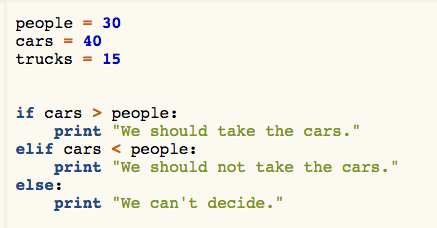 people = 30
cars = 40
trucks = 15
if cars > people:
    print "We should take the cars."
elif cars < people:
    print "We should not take the cars."
else:
    print "We can't decide."